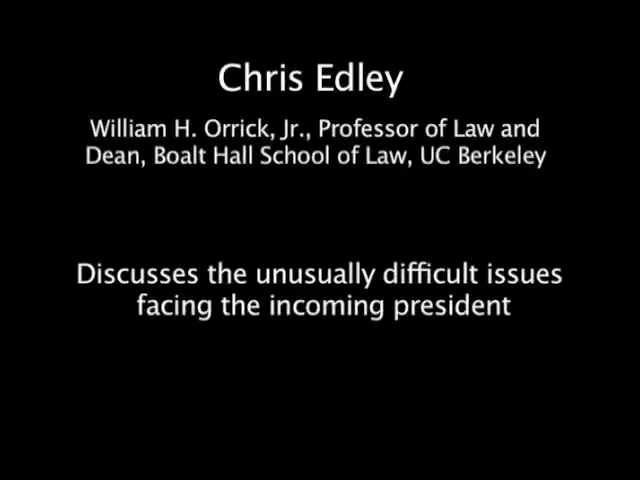 Chris Edley
William H. Orrick, Jr., Professor of Law and
Dean, Boalt Hall School of Law, UC Berkeley
Discusses the unusually difficult issues
facing the incoming president